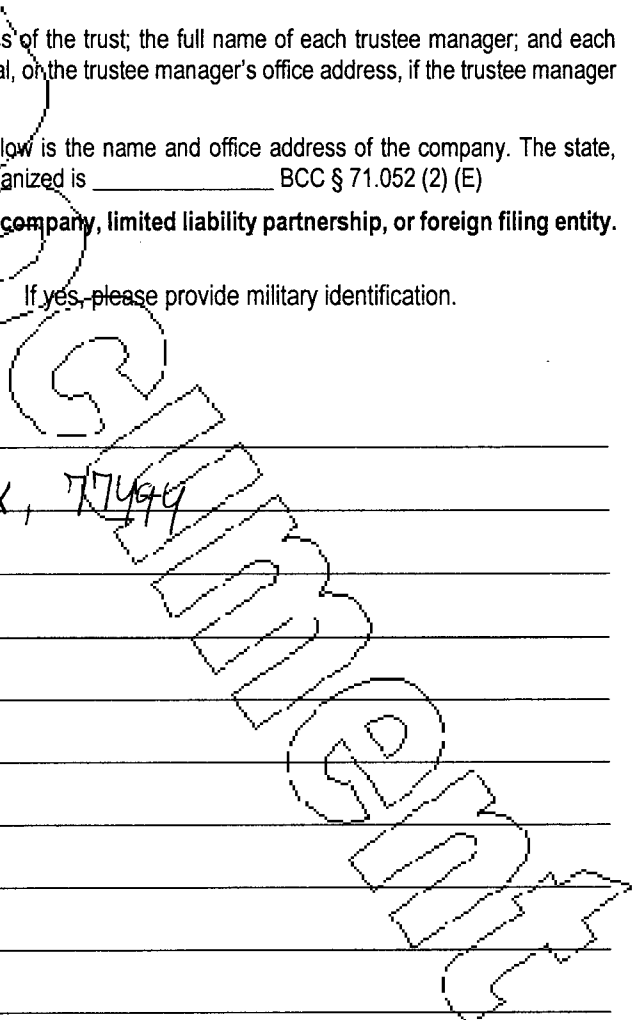 s of the trust; the full name of each trustee manager; and each
al, or the trustee manager's office address, if the trustee manager
low is the name and office address of the company. The state,
anized is ______________ BCC § 71.052 (2) (E)
company, limited liability partnership, or foreign filing entity.
If yes, please provide military identification.
x, 77494
ocument